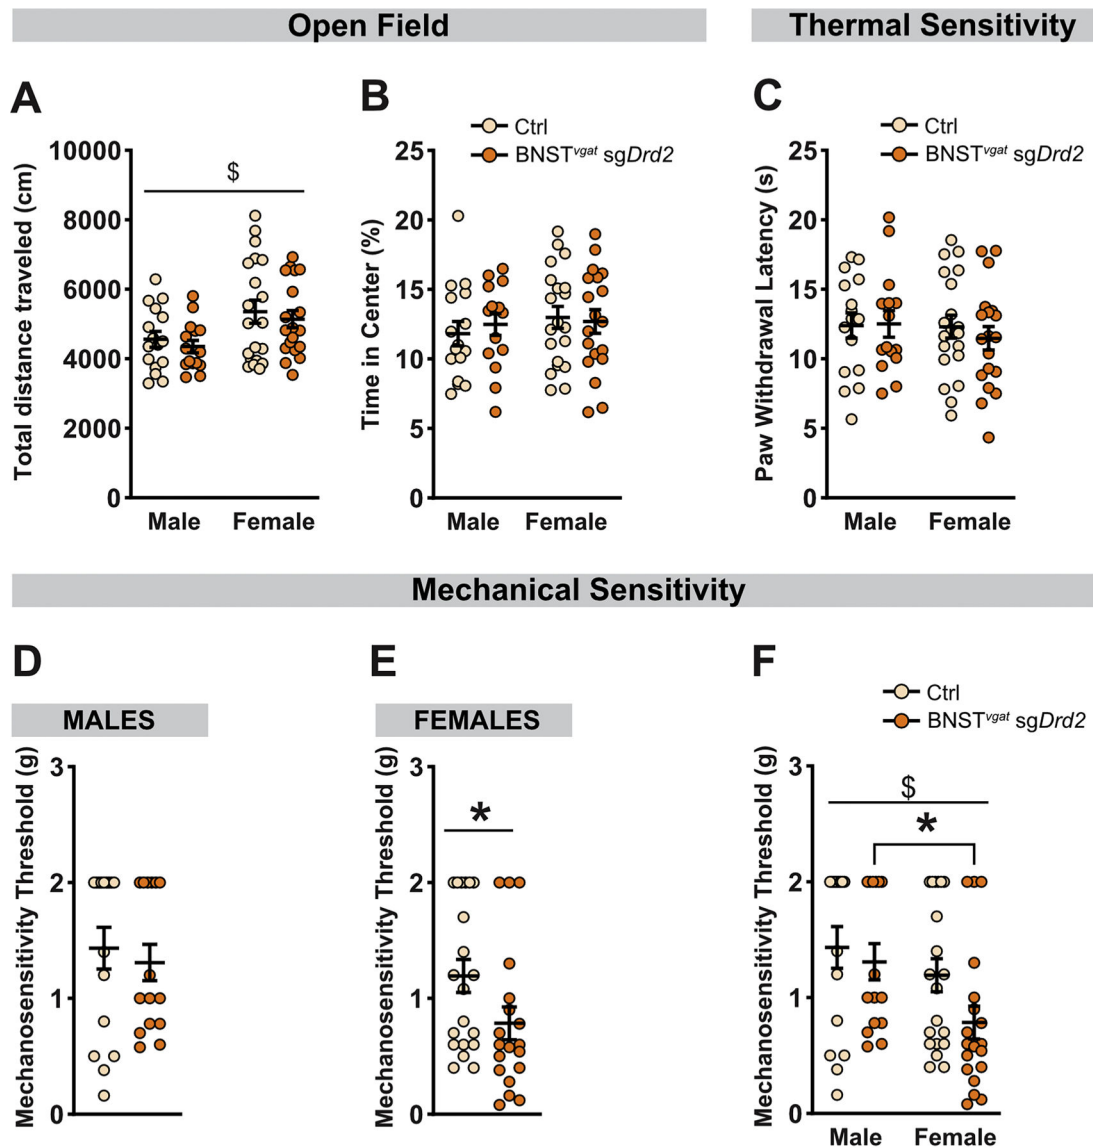 Open Field
Thermal Sensitivity
A
B
C
Ctrl
BNSTvgat sgDrd2
Ctrl
BNSTvgat sgDrd2
Total distance traveled (cm)
10000
8000
6000
4000
2000
0
$
Male Female
Time in Center (%)
25
20
15
10
5
0
Male Female
Paw Withdrawal Latency (s)
25
20
15
10
5
0
Male Female
Mechanical Sensitivity
D
E
F
Ctrl
BNSTvgat sgDrd2
MALES
FEMALES
Mechanosensitivity Threshold (g)
3
2
1
0
Mechanosensitivity Threshold (g)
3
2
1
0
*
Mechanosensitivity Threshold (g)
3
2
1
0
$
*
Male Female